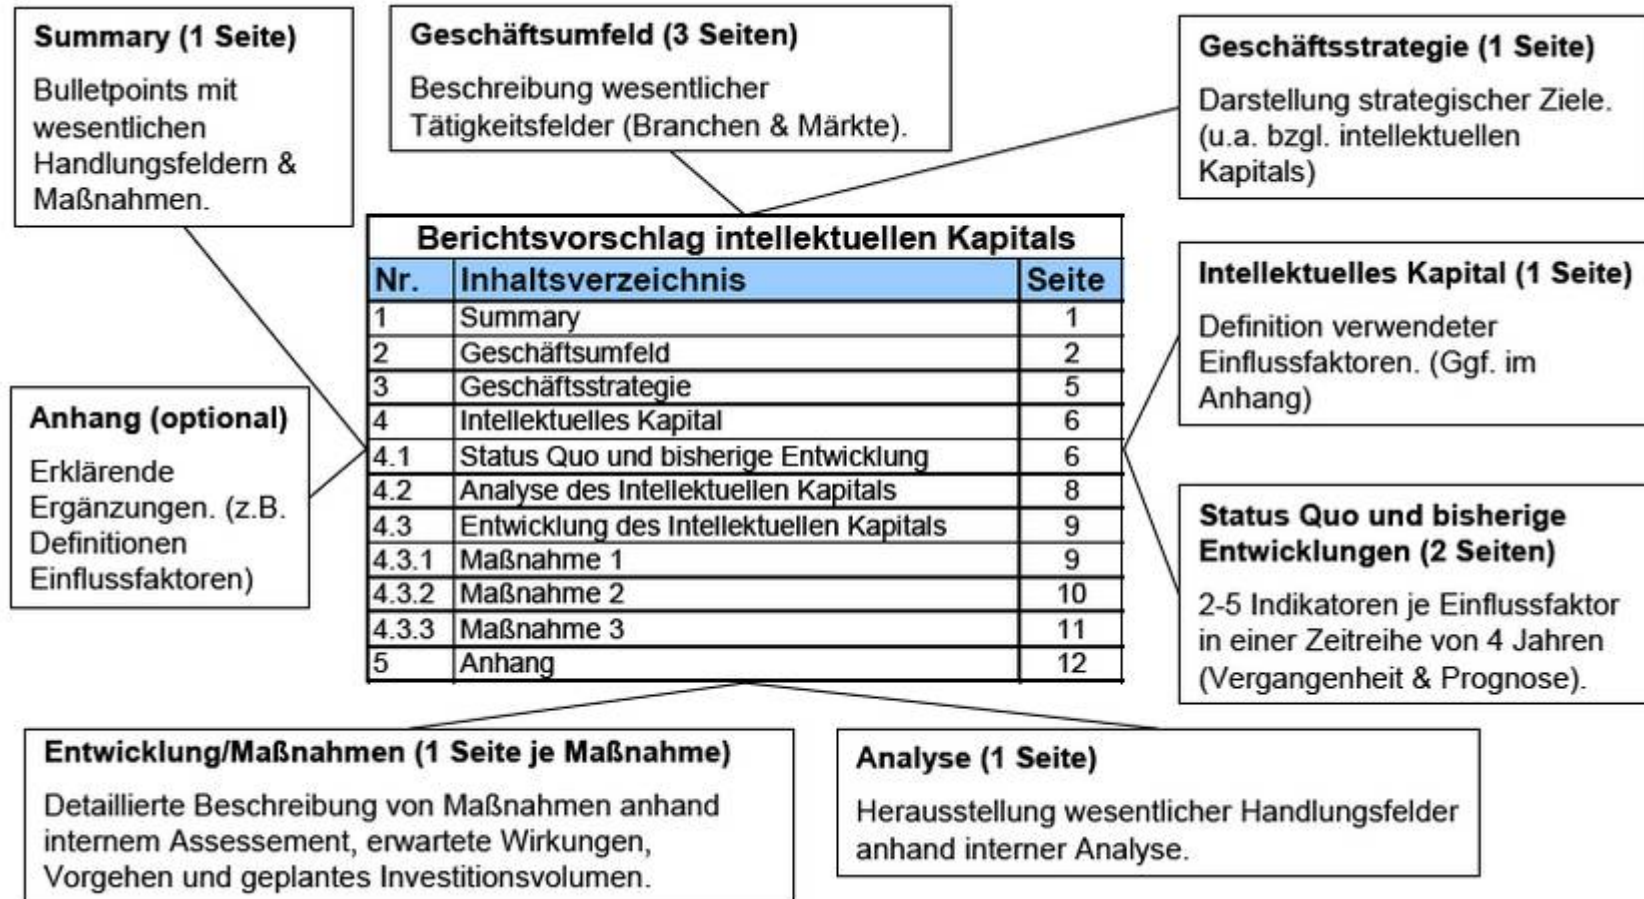 Summary (1 Seite)
Bulletpoints mit
wesentlichen
Handlungsfeldern &
Maßnahmen.
Geschäftsumfeld (3 Seiten)
Beschreibung wesentlicher
Tätigkeitsfelder (Branchen & Märkte).
Geschäftsstrategie (1 Seite)
Darstellung strategischer Ziele.
(u.a. bzgl. intellektuellen
Kapitals)
Berichtsvorschlag intellektuellen Kapitals
Nr. Inhaltsverzeichnis Seite
1 Summary 1
2 Geschäftsumfeld 2
3 Geschäftsstrategie 5
4 Intellektuelles Kapital 6
4.1 Status Quo und bisherige Entwicklung 6
4.2 Analyse des Intellektuellen Kapitals 8
4.3 Entwicklung des Intellektuellen Kapitals 9
4.3.1 Maßnahme 1 9
4.3.2 Maßnahme 2 10
4.3.3 Maßnahme 3 11
5 Anhang 12
Intellektuelles Kapital (1 Seite)
Definition verwendeter
Einflussfaktoren. (Ggf. im
Anhang)
Anhang (optional)
Erklärende
Ergänzungen. (z.B.
Definitionen
Einflussfaktoren)
Status Quo und bisherige
Entwicklungen (2 Seiten)
2-5 Indikatoren je Einflussfaktor
in einer Zeitreihe von 4 Jahren
(Vergangenheit & Prognose).
Entwicklung/Maßnahmen (1 Seite je Maßnahme)
Detaillierte Beschreibung von Maßnahmen anhand
internem Assessement, erwartete Wirkungen,
Vorgehen und geplantes Investitionsvolumen.
Analyse (1 Seite)
Herausstellung wesentlicher Handlungsfelder
anhand interner Analyse.